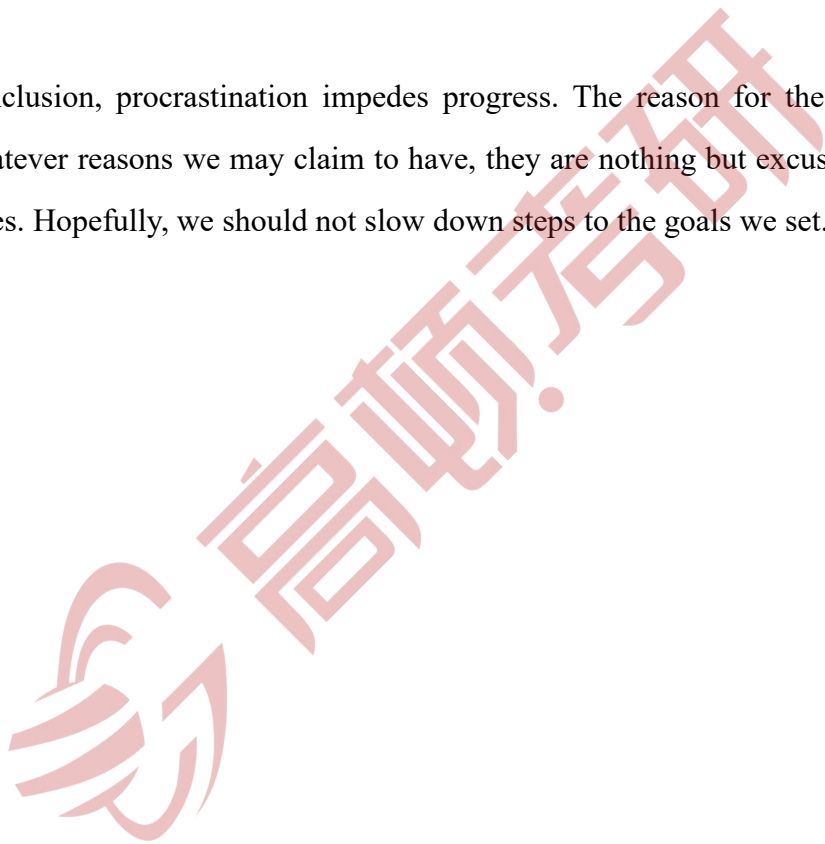 clusion, procrastination impedes progress. The reason for the
atever reasons we may claim to have, they are nothing but excus
es. Hopefully, we should not slow down steps to the goals we set.
高顿考研